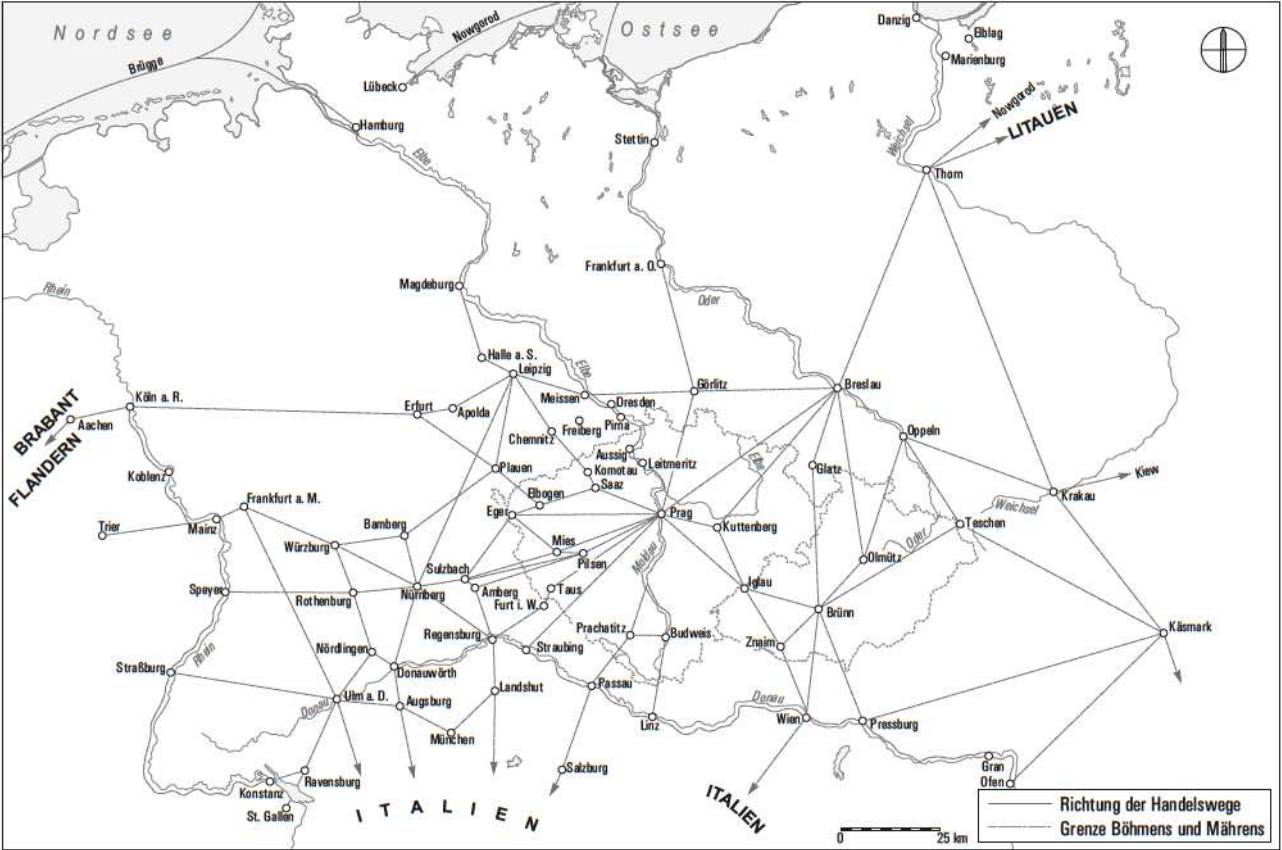 Nordsee
Nowgorod
Ostsee
Danzig
Elblag
Marienburg
Brügge
Lübeck
Hamburg
Stettin
Nowgorod
LITAUEN
Weichsel
Thorn
Elbe
Frankfurt a. O.
Magdeburg
Rhein
Oder
Halle a. S.
Leipzig
Elbe
Görlitz
Breslau
Meissen
Dresden
BRABANT
FLANDERN
Köln a. R.
Aachen
Erfurt
Apolda
Chemnitz
Freiberg
Pirna
Oppeln
Aussig
Leitmeritz
Elbe
Glatz
Koblenz
Plauen
Komotau
Saaz
Kiew
Krakau
Weichsel
Frankfurt a. M.
Elbogen
Eger
Prag
Trier
Mainz
Bamberg
Kuttenberg
Teschen
Würzburg
Mies
Pilsen
Moldau
Oder
Olmütz
Sulzbach
Speyer
Rothenburg
Nürnberg
Amberg
Taus
Furt i. W.
Iglau
Brünn
Regensburg
Prachatitz
Budweis
Znaim
Käsmark
Nördlingen
Straubing
Rhein
Straßburg
Donauwörth
Ulm a. D.
Donau
Augsburg
Landshut
Passau
Donau
Linz
Wien
Pressburg
München
Gran
Ofen
Salzburg
Ravensburg
Konstanz
St. Gallen
ITALIEN
ITALIEN
0
25 km
Richtung der Handelswege
Grenze Böhmens und Mährens